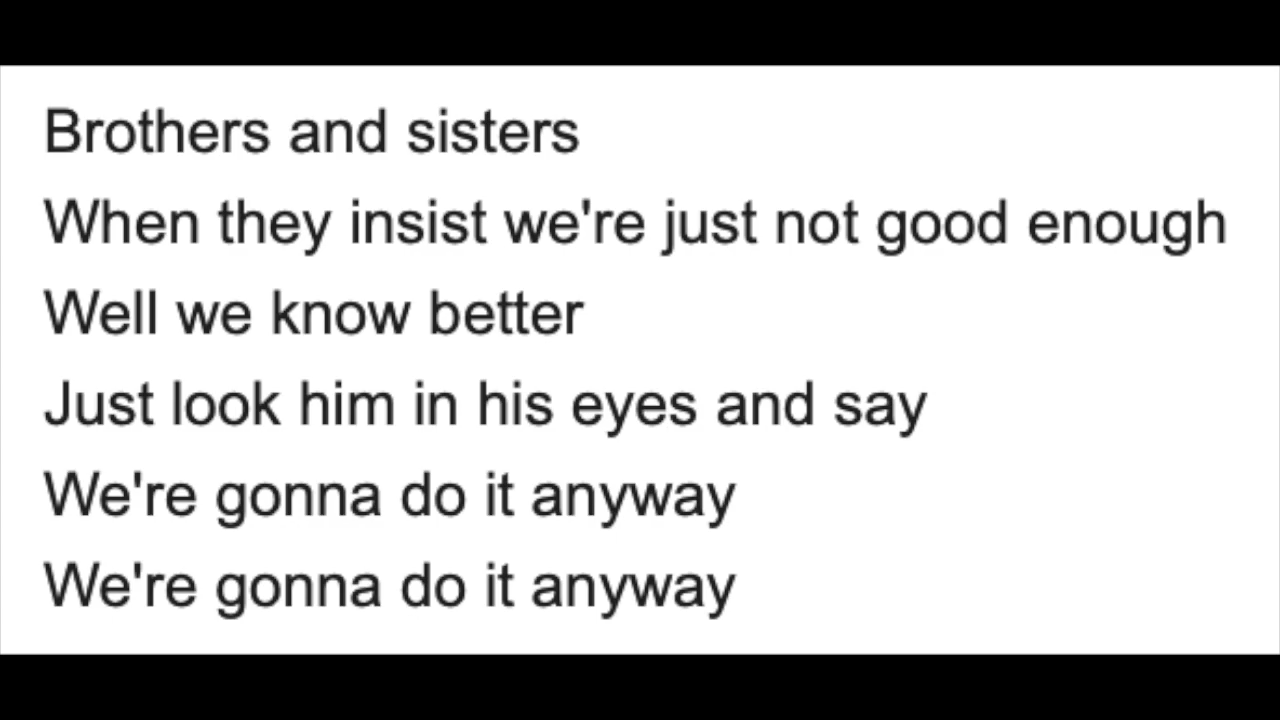 Brothers and sisters
When they insist we're just not good enough
Well we know better
Just look him in his eyes and say
We're gonna do it anyway
We're gonna do it anyway